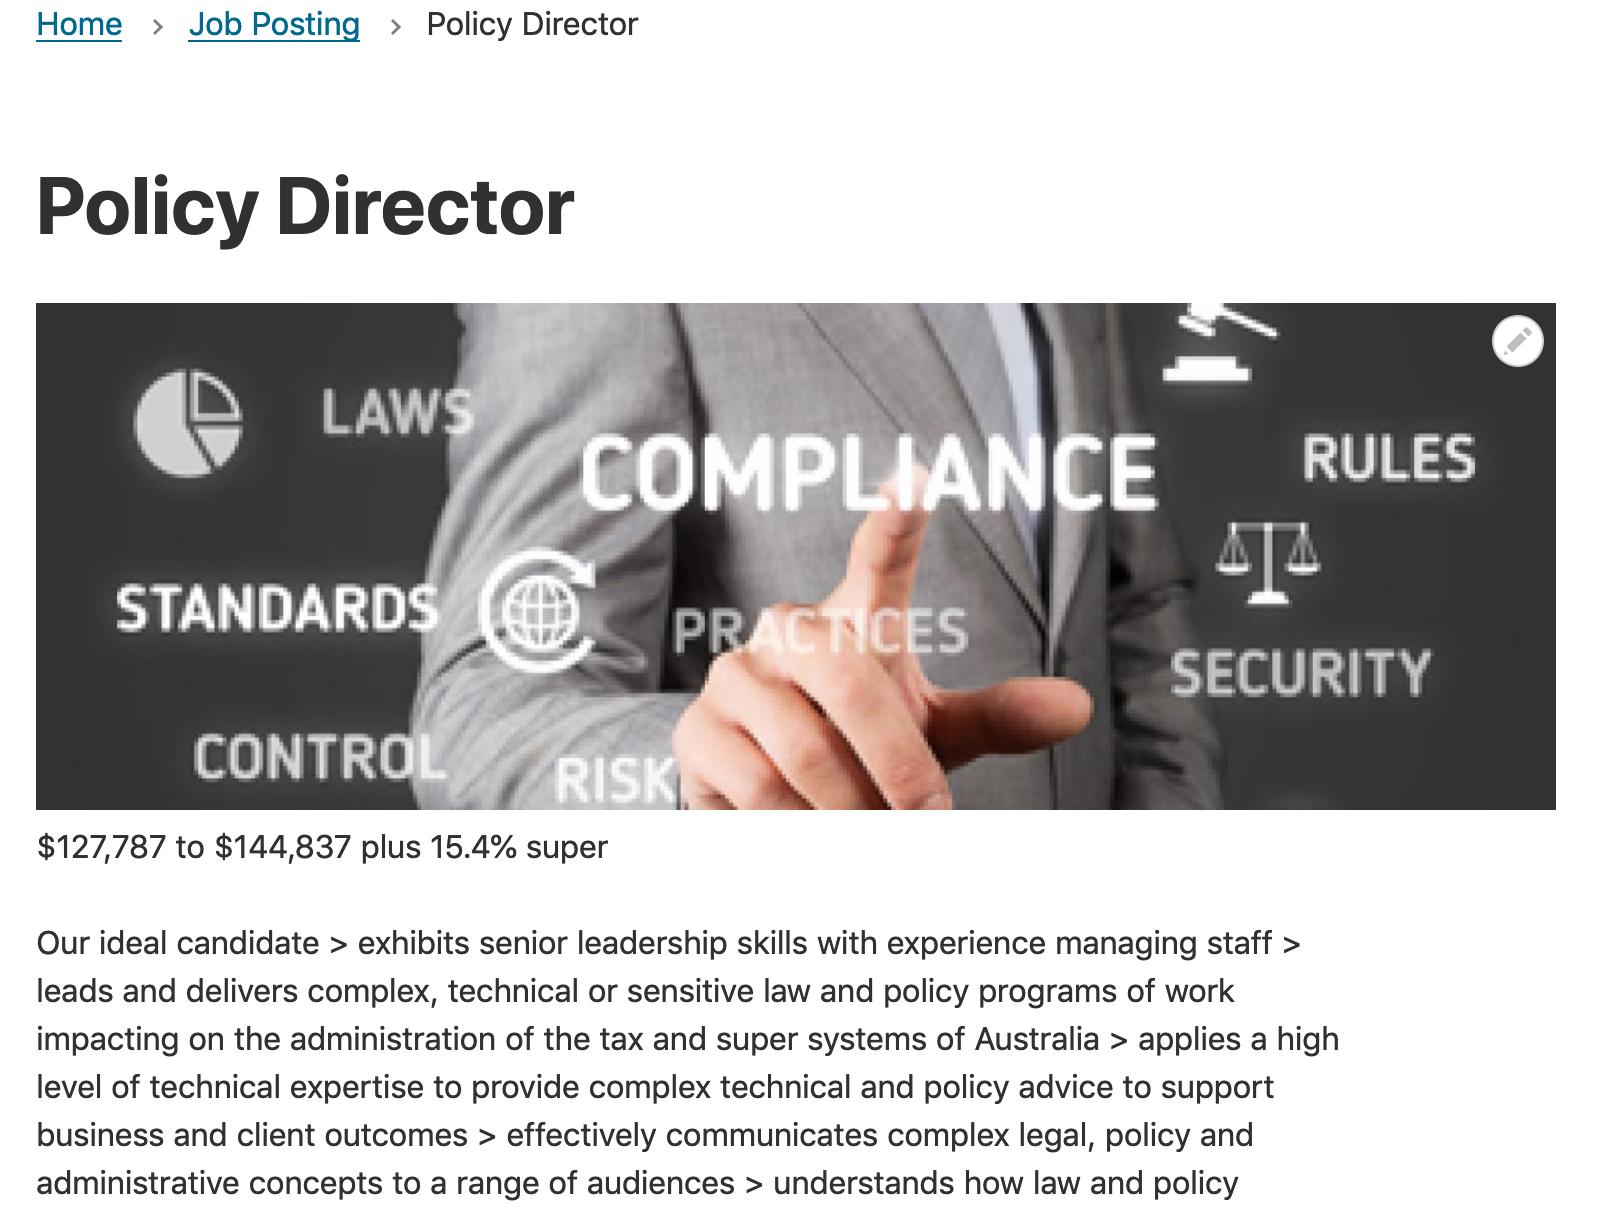 Home > Job Posting > Policy Director
Policy Director
LAWS
COMPLIANCE
RULES
STANDARDS
PRACTICES
SECURITY
CONTROL
RISK
$127,787 to $144,837 plus 15.4% super
Our ideal candidate > exhibits senior leadership skills with experience managing staff >
leads and delivers complex, technical or sensitive law and policy programs of work
impacting on the administration of the tax and super systems of Australia > applies a high
level of technical expertise to provide complex technical and policy advice to support
business and client outcomes > effectively communicates complex legal, policy and
administrative concepts to a range of audiences > understands how law and policy